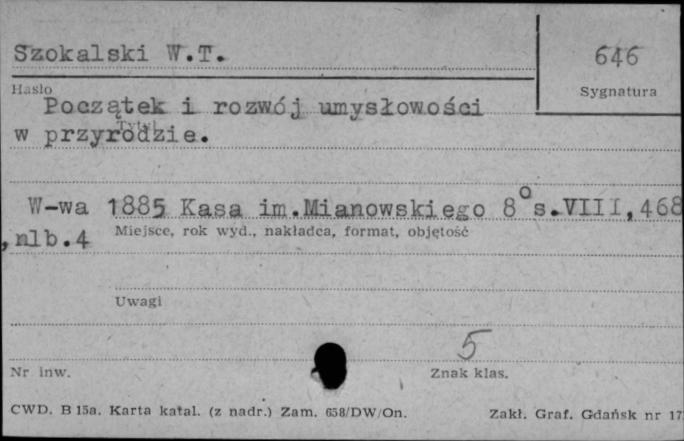 Szokalski W.T.
646
Hasło
Sygnatura
Początek i rozwój umysłowości
Tytuł
w przyrodzie.
W-wa 1885 Kasa im.Mianowskiego 8° s.VIII,468
,nlb.4
Miejsce, rok wyd., nakładca, format, objętość
Uwagi
5
Nr inw.
Znak klas.
CWD. B 15a. Karta katal. (z nadr.) Zam. 658/DW/On.
Zakł. Graf. Gdańsk nr 17